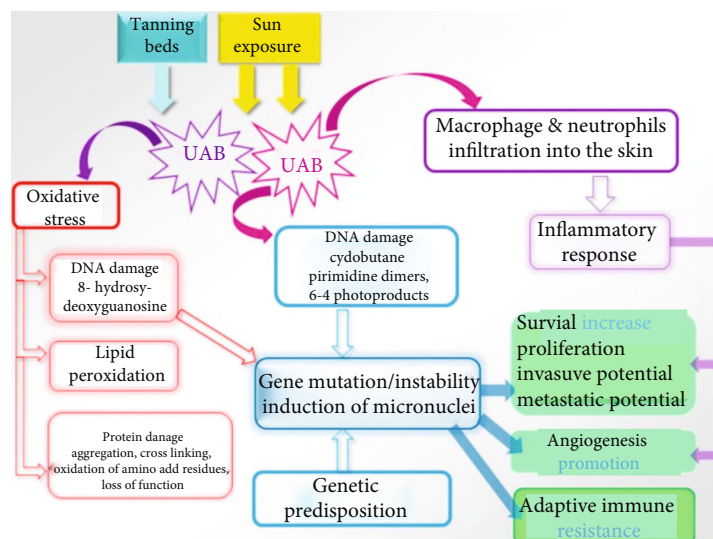 Tanning
beds
Sun
exposure
UAB
UAB
Macrophage & neutrophils
infiltration into the skin
Oxidative
stress
Inflammatory
response
DNA damage
cydobutane
pirimidine dimers,
6-4 photoproducts
DNA damage
8- hydrosy-
deoxyguanosine
Lipid
peroxidation
Gene mutation/instability
induction of micronuclei
Survial increase
proliferation
invasuve potential
metastatic potential
Protein danage
aggregation, cross linking,
oxidation of amino add residues,
loss of function
Angiogenesis
promotion
Genetic
predisposition
Adaptive immune
resistance